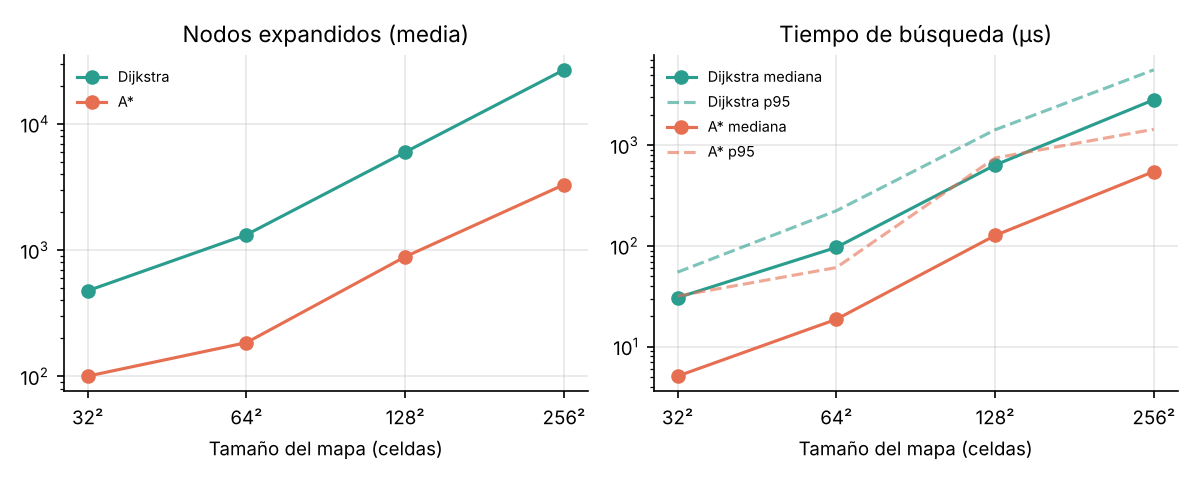 Nodos expandidos (media)
Dijkstra
A*
10⁴
10³
10²
32²
64²
128²
256²
Tamaño del mapa (celdas)
Tiempo de búsqueda (µs)
Dijkstra mediana
Dijkstra p95
A* mediana
A* p95
10³
10²
10¹
32²
64²
128²
256²
Tamaño del mapa (celdas)